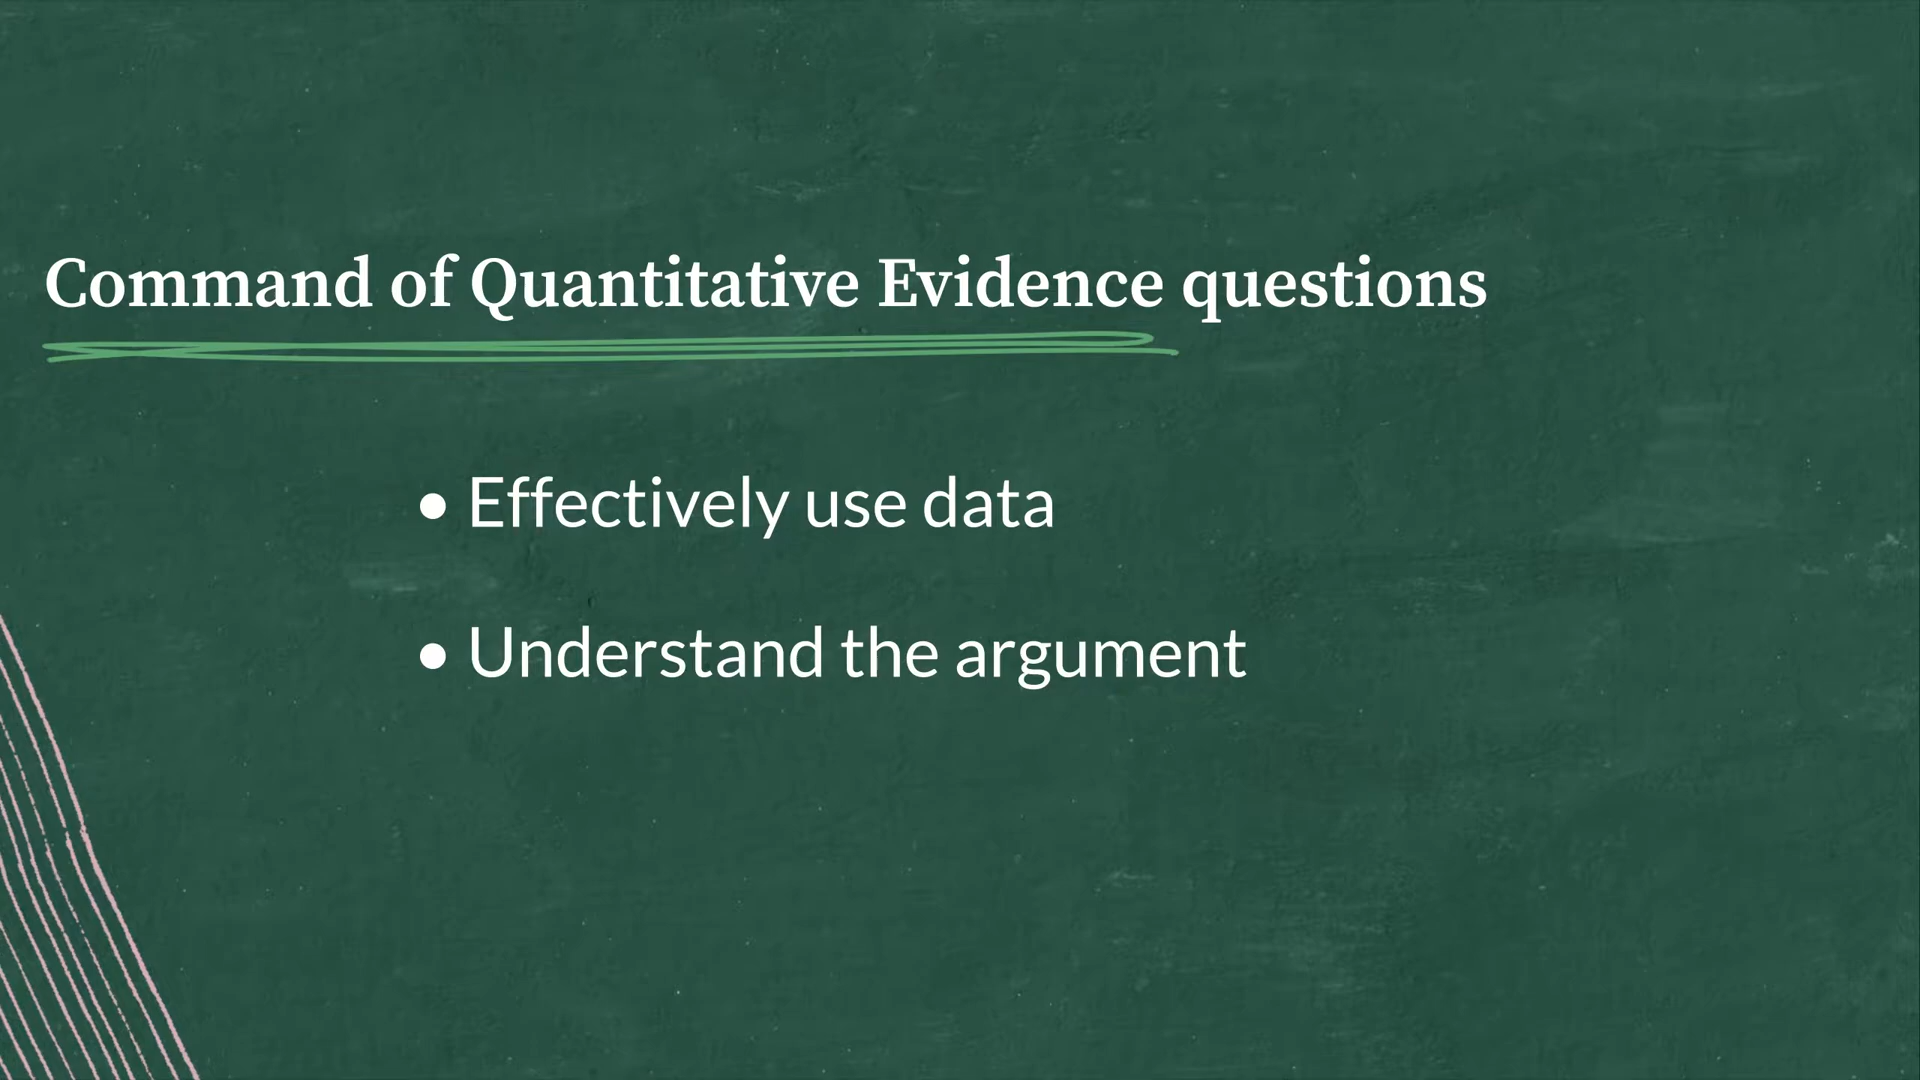 Command of Quantitative Evidence questions
• Effectively use data
• Understand the argument